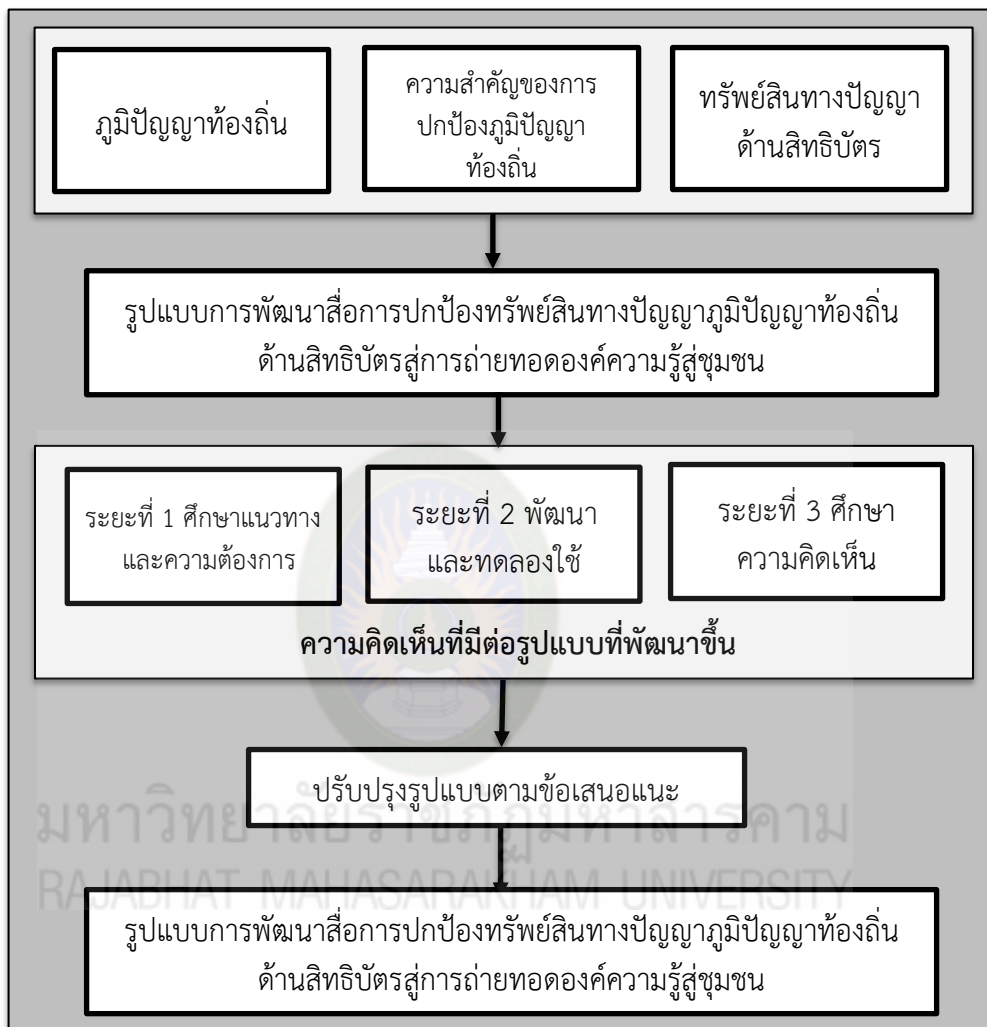 ภูมิปัญญาท้องถิ่น
ความสำคัญของการ
ปกป้องภูมิปัญญา
ท้องถิ่น
ทรัพย์สินทางปัญญา
ด้านสิทธิบัตร
รูปแบบการพัฒนาสื่อการปกป้องทรัพย์สินทางปัญญาภูมิปัญญาท้องถิ่น
ด้านสิทธิบัตรสู่การถ่ายทอดองค์ความรู้สู่ชุมชน
ระยะที่ 1 ศึกษาแนวทาง
และความต้องการ
ระยะที่ 2 พัฒนา
และทดลองใช้
ระยะที่ 3 ศึกษา
ความคิดเห็น
ความคิดเห็นที่มีต่อรูปแบบที่พัฒนาขึ้น
ปรับปรุงรูปแบบตามข้อเสนอแนะ
มหาวิทยาลัยราชภัฏมหาสารคาม
RAJABHAT MAHASARAKHAM UNIVERSITY
รูปแบบการพัฒนาสื่อการปกป้องทรัพย์สินทางปัญญาภูมิปัญญาท้องถิ่น
ด้านสิทธิบัตรสู่การถ่ายทอดองค์ความรู้สู่ชุมชน